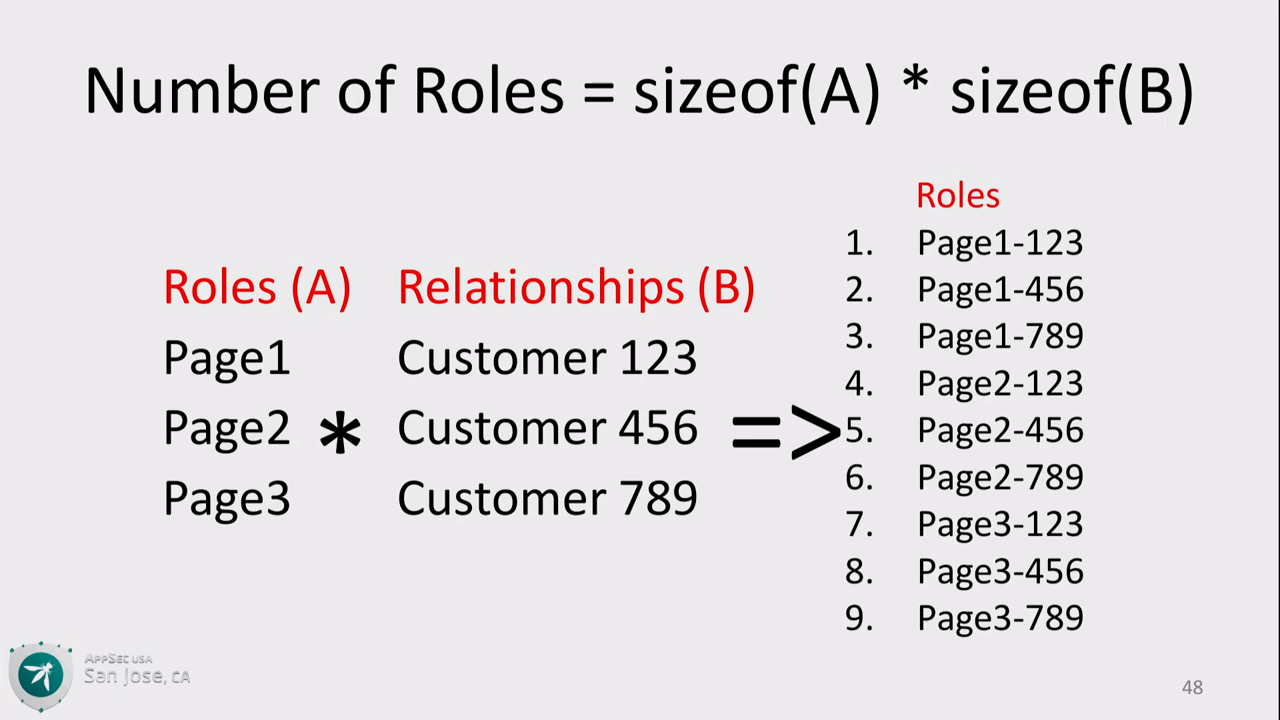 Number of Roles = sizeof(A) * sizeof(B)
Roles (A) Relationships (B)
Page1 Customer 123
Page2 * Customer 456 =>
Page3 Customer 789
Roles
1. Page1-123
2. Page1-456
3. Page1-789
4. Page2-123
5. Page2-456
6. Page2-789
7. Page3-123
8. Page3-456
9. Page3-789
AppSec USA
San Jose, CA
48